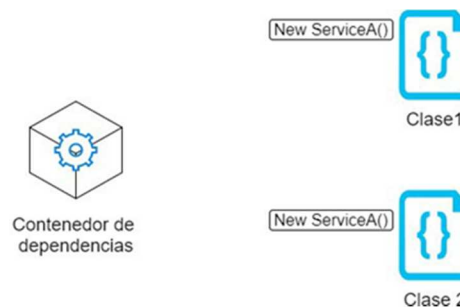 New ServiceA()
{}
Clase1
Contenedor de
dependencias
New ServiceA()
{}
Clase 2